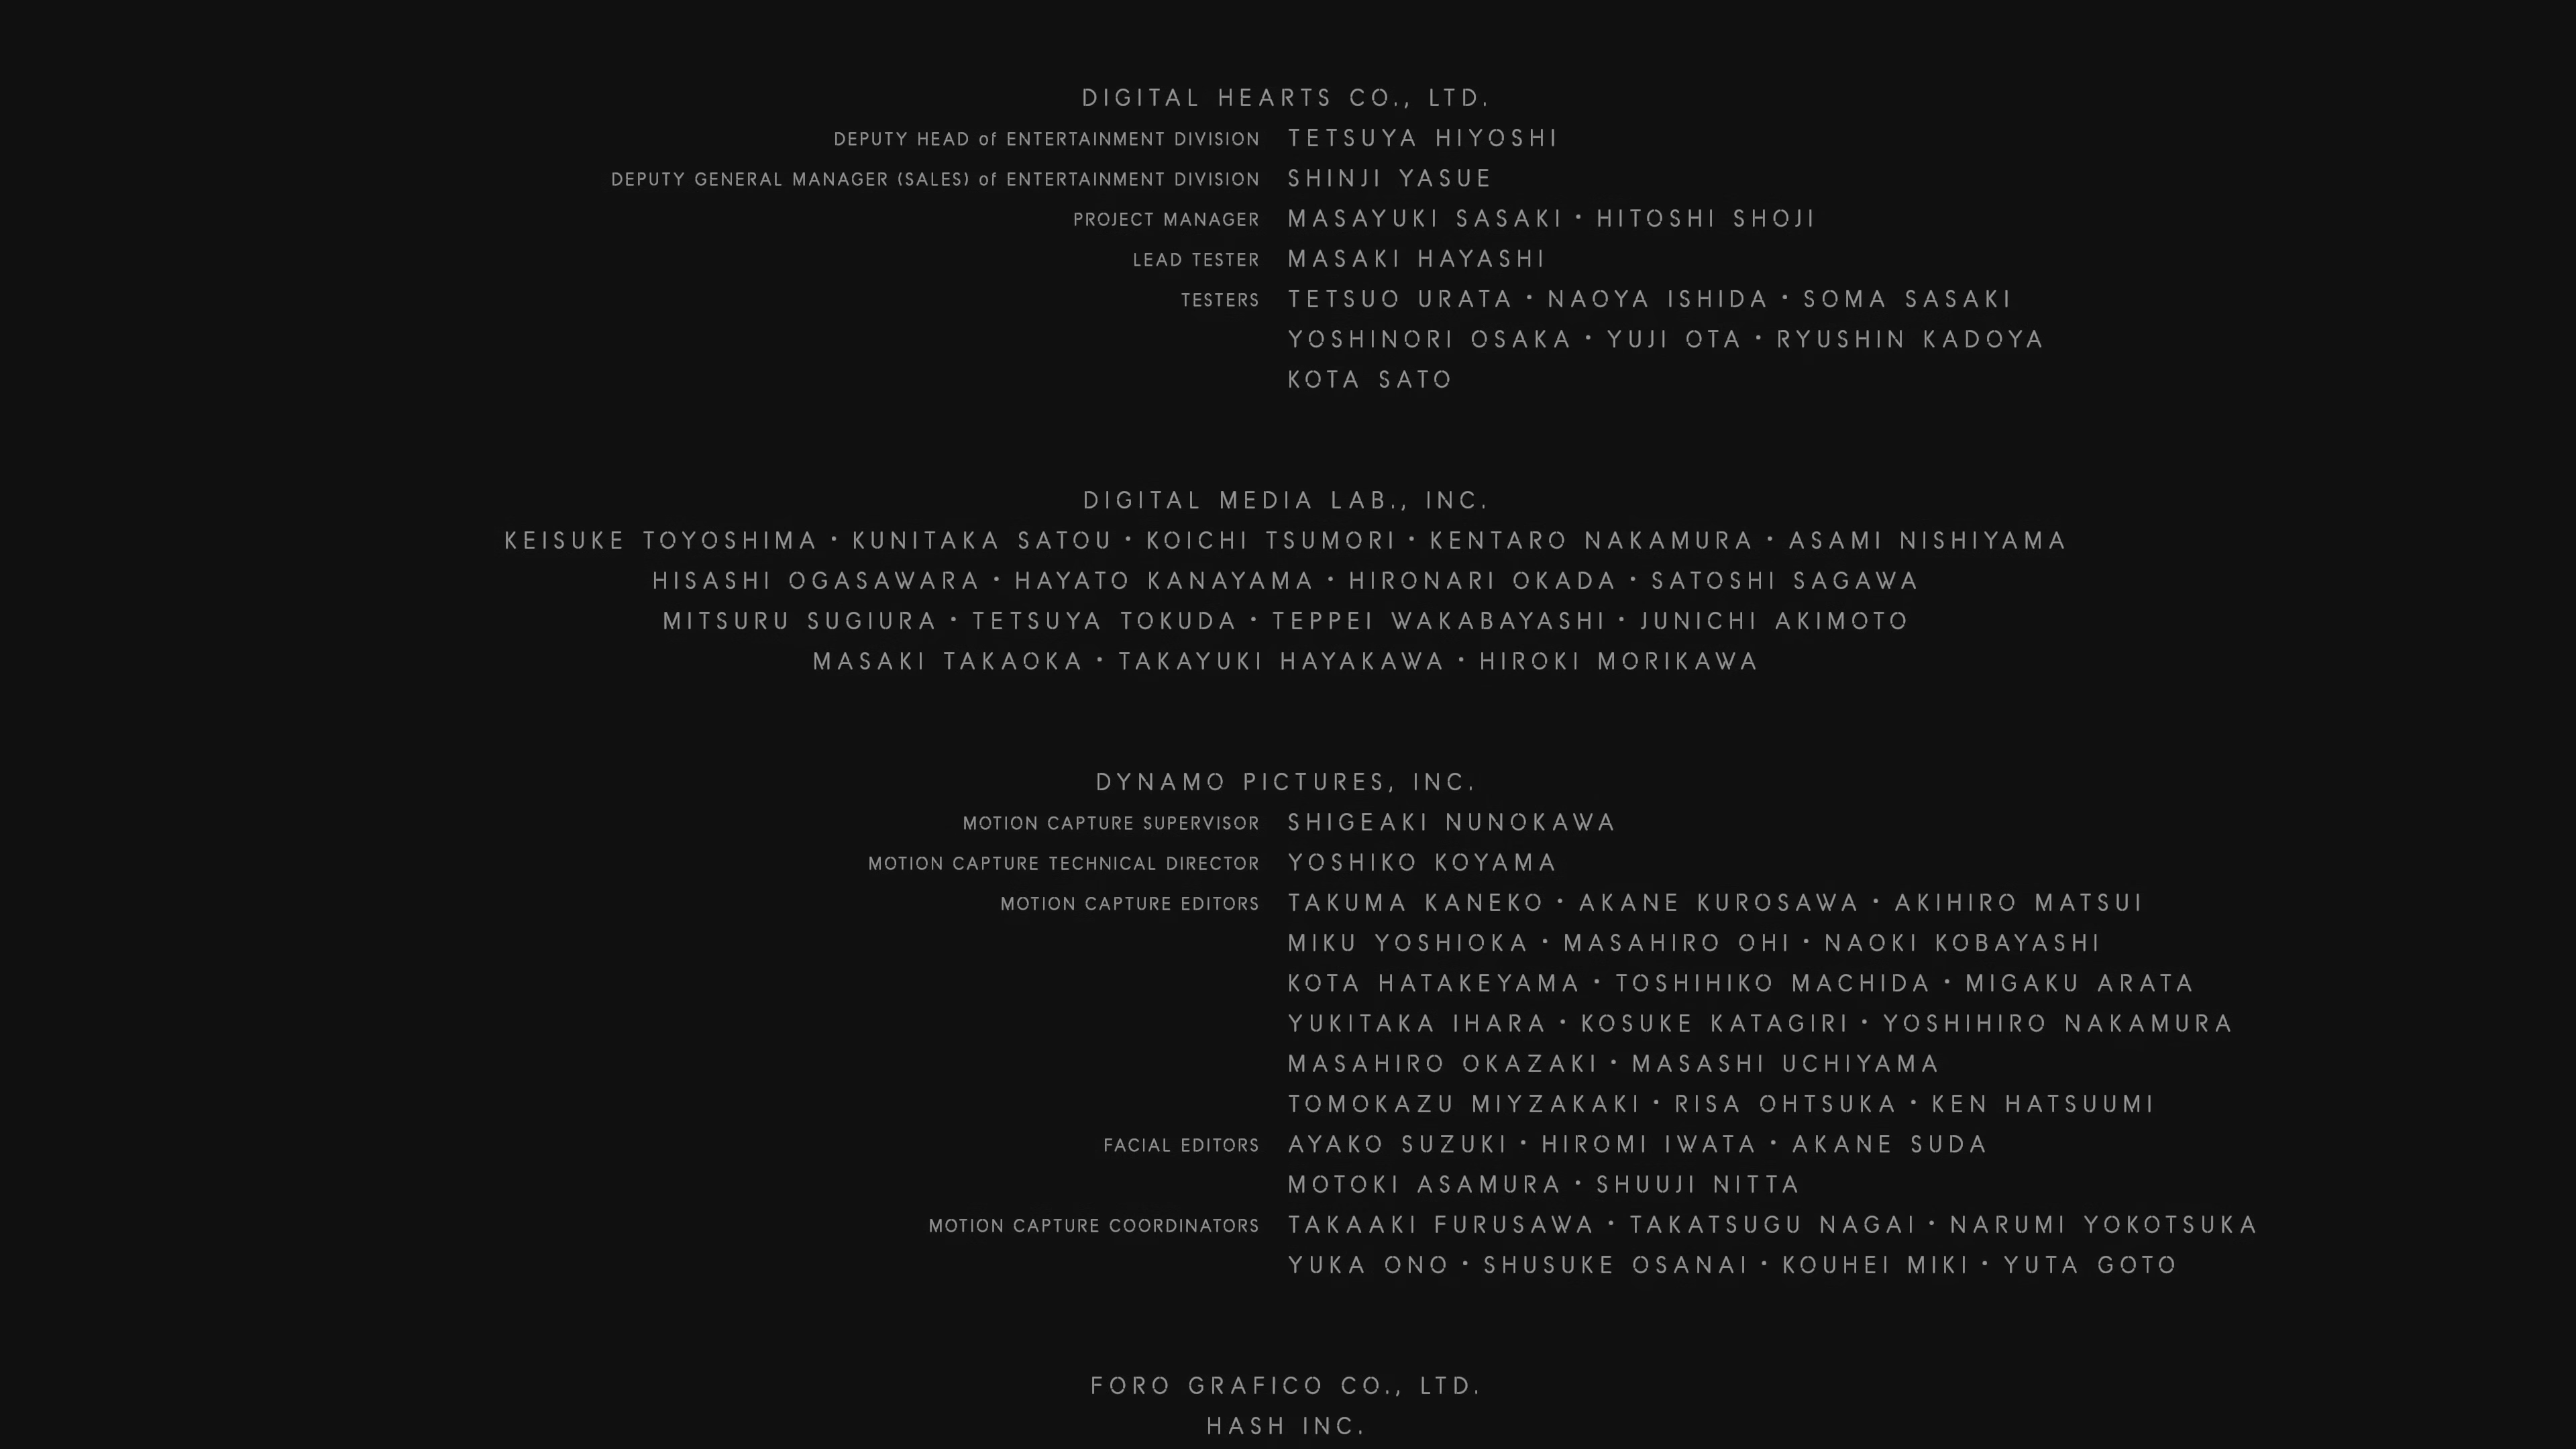 DIGITAL HEARTS CO., LTD.
DEPUTY HEAD of ENTERTAINMENT DIVISION TETSUYA HIYOSHI
DEPUTY GENERAL MANAGER (SALES) of ENTERTAINMENT DIVISION SHINJI YASUE
PROJECT MANAGER MASAYUKI SASAKI・HITOSHI SHOJI
LEAD TESTER MASAKI HAYASHI
TESTERS TETSUO URATA・NAOYA ISHIDA・SOMA SASAKI
YOSHINORI OSAKA・YUJI OTA・RYUSHIN KADOYA
KOTA SATO
DIGITAL MEDIA LAB., INC.
KEISUKE TOYOSHIMA・KUNITAKA SATOU・KOICHI TSUMORI・KENTARO NAKAMURA・ASAMI NISHIYAMA
HISASHI OGASAWARA・HAYATO KANAYAMA・HIRONARI OKADA・SATOSHI SAGAWA
MITSURU SUGIURA・TETSUYA TOKUDA・TEPPEI WAKABAYASHI・JUNICHI AKIMOTO
MASAKI TAKAOKA・TAKAYUKI HAYAKAWA・HIROKI MORIKAWA
DYNAMO PICTURES, INC.
MOTION CAPTURE SUPERVISOR SHIGEAKI NUNOKAWA
MOTION CAPTURE TECHNICAL DIRECTOR YOSHIKO KOYAMA
MOTION CAPTURE EDITORS TAKUMA KANEKO・AKANE KUROSAWA・AKIHIRO MATSUI
MIKU YOSHIOKA・MASAHIRO OHI・NAOKI KOBAYASHI
KOTA HATAKEYAMA・TOSHIHIKO MACHIDA・MIGAKU ARATA
YUKITAKA IHARA・KOSUKE KATAGIRI・YOSHIHIRO NAKAMURA
MASAHIRO OKAZAKI・MASASHI UCHIYAMA
TOMOKAZU MIYZAKAKI・RISA OHTSUKA・KEN HATSUUMI
FACIAL EDITORS AYAKO SUZUKI・HIROMI IWATA・AKANE SUDA
MOTOKI ASAMURA・SHUUJI NITTA
MOTION CAPTURE COORDINATORS TAKAAKI FURUSAWA・TAKATSUGU NAGAI・NARUMI YOKOTSUKA
YUKA ONO・SHUSUKE OSANAI・KOUHEI MIKI・YUTA GOTO
FORO GRAFICO CO., LTD.
HASH INC.